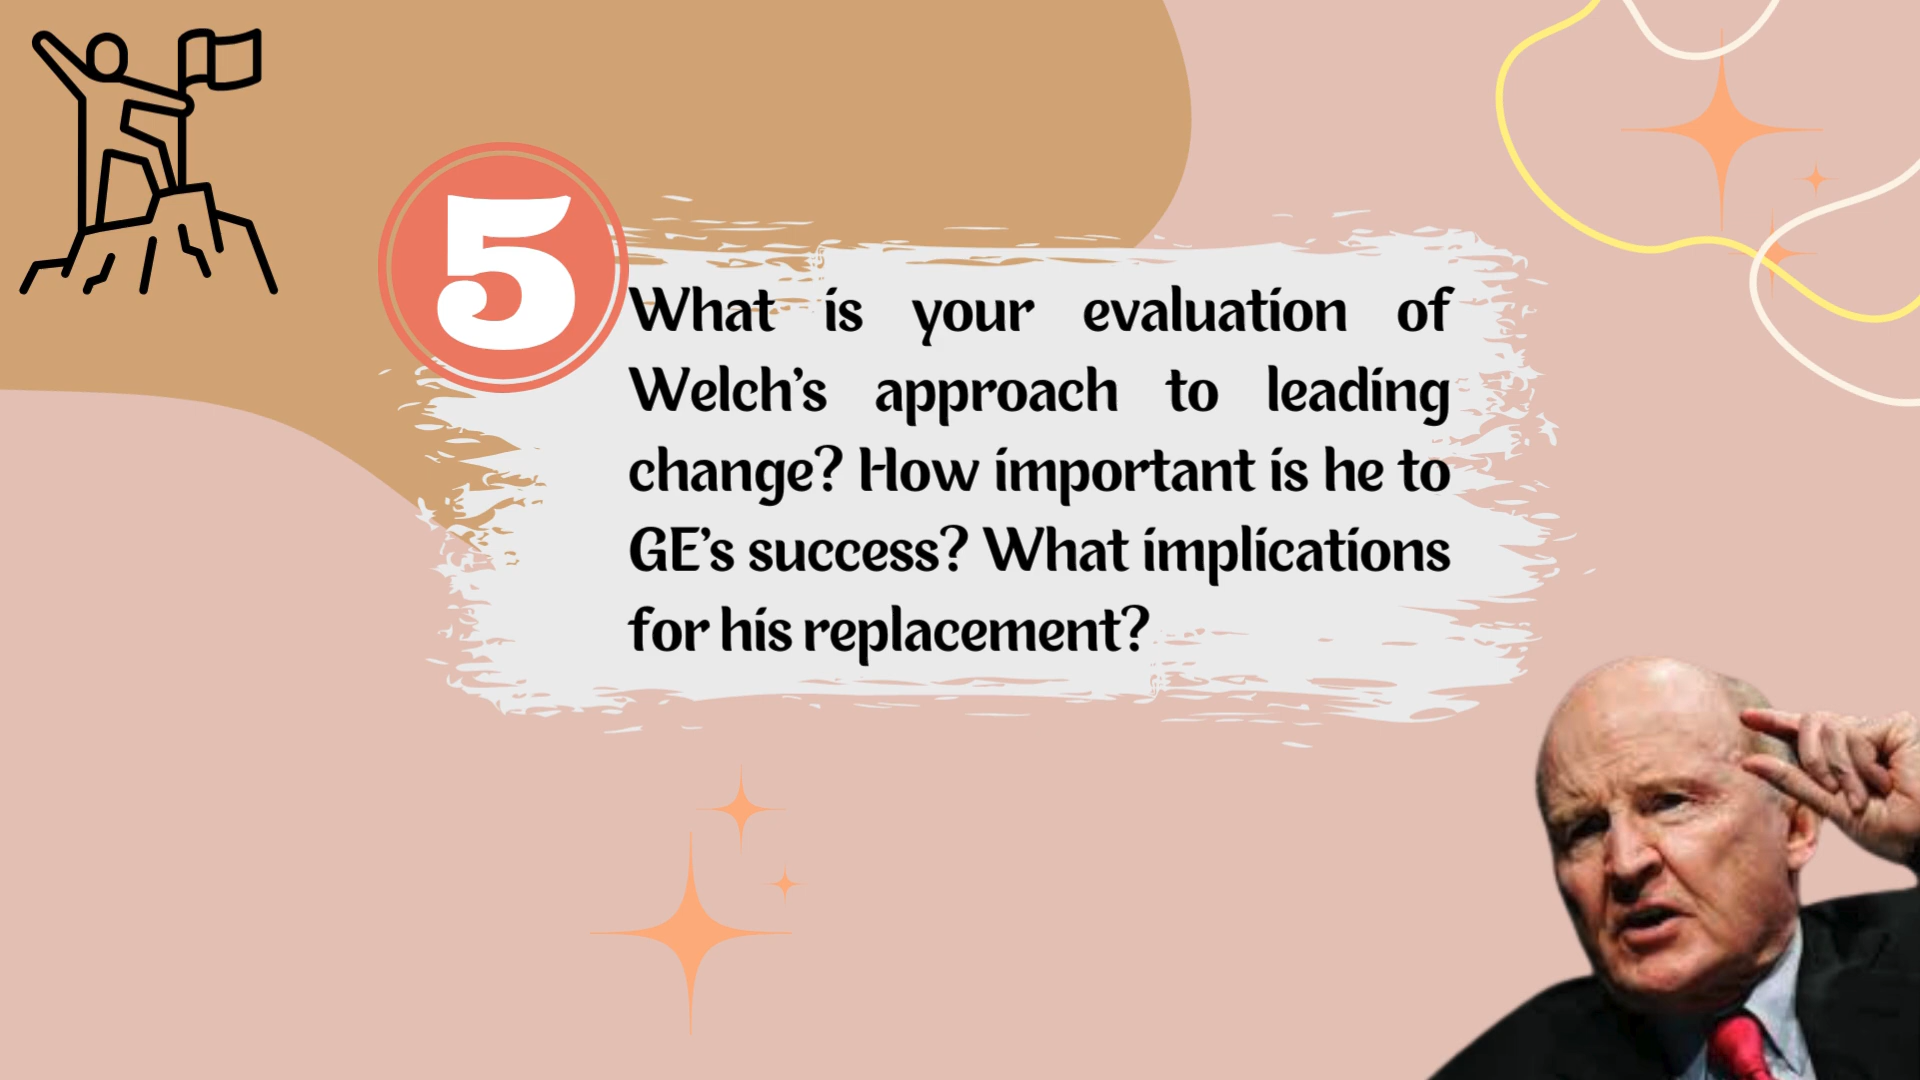 5
What is your evaluation of
Welch’s approach to leading
change? How important is he to
GE’s success? What implications
for his replacement?